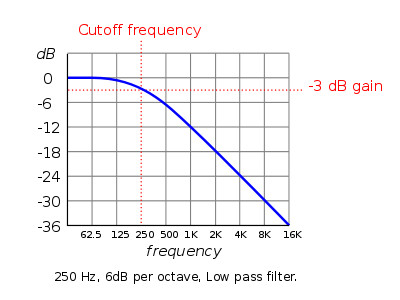 Cutoff frequency
dB
0
-3 dB gain
-6
-12
-18
-24
-30
-36
62.5 125 250 500 1K 2K 4K 8K 16K
frequency
250 Hz, 6dB per octave, Low pass filter.